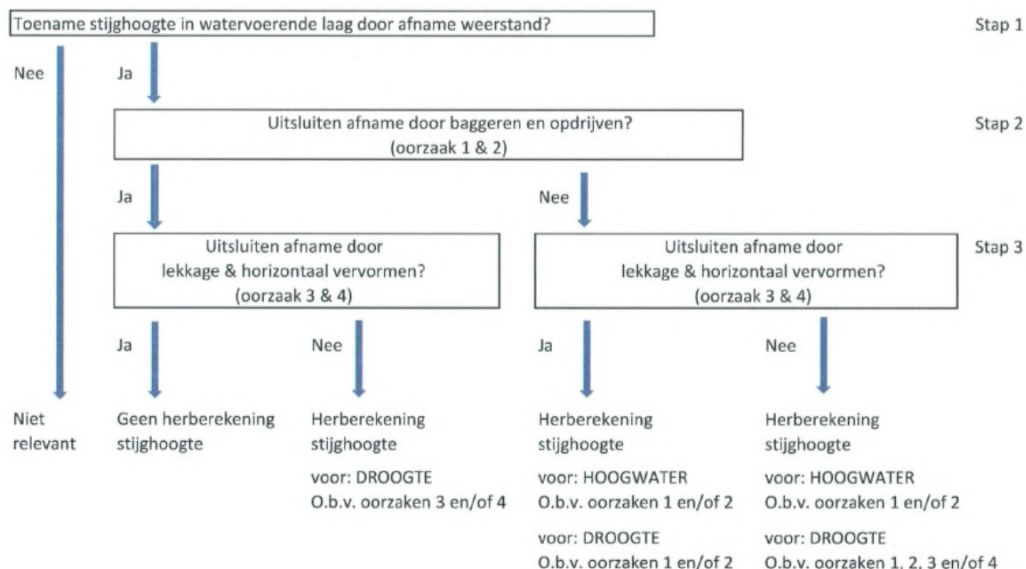 Toename stijghoogte in watervoerende laag door afname weerstand?
Stap 1
Nee
Ja
Uitsluiten afname door baggeren en opdrijven?
(oorzaak 1 & 2)
Stap 2
Ja
Nee
Uitsluiten afname door
lekkage & horizontaal vervormen?
(oorzaak 3 & 4)
Uitsluiten afname door
lekkage & horizontaal vervormen?
(oorzaak 3 & 4)
Stap 3
Ja
Nee
Ja
Nee
Niet
relevant
Geen herberekening
stijghoogte
Herberekening
stijghoogte
voor: DROOGTE
O.b.v. oorzaken 3 en/of 4
Herberekening
stijghoogte
voor: HOOGWATER
O.b.v. oorzaken 1 en/of 2
voor: DROOGTE
O.b.v. oorzaken 1 en/of 2
Herberekening
stijghoogte
voor: HOOGWATER
O.b.v. oorzaken 1 en/of 2
voor: DROOGTE
O.b.v. oorzaken 1, 2, 3 en/of 4